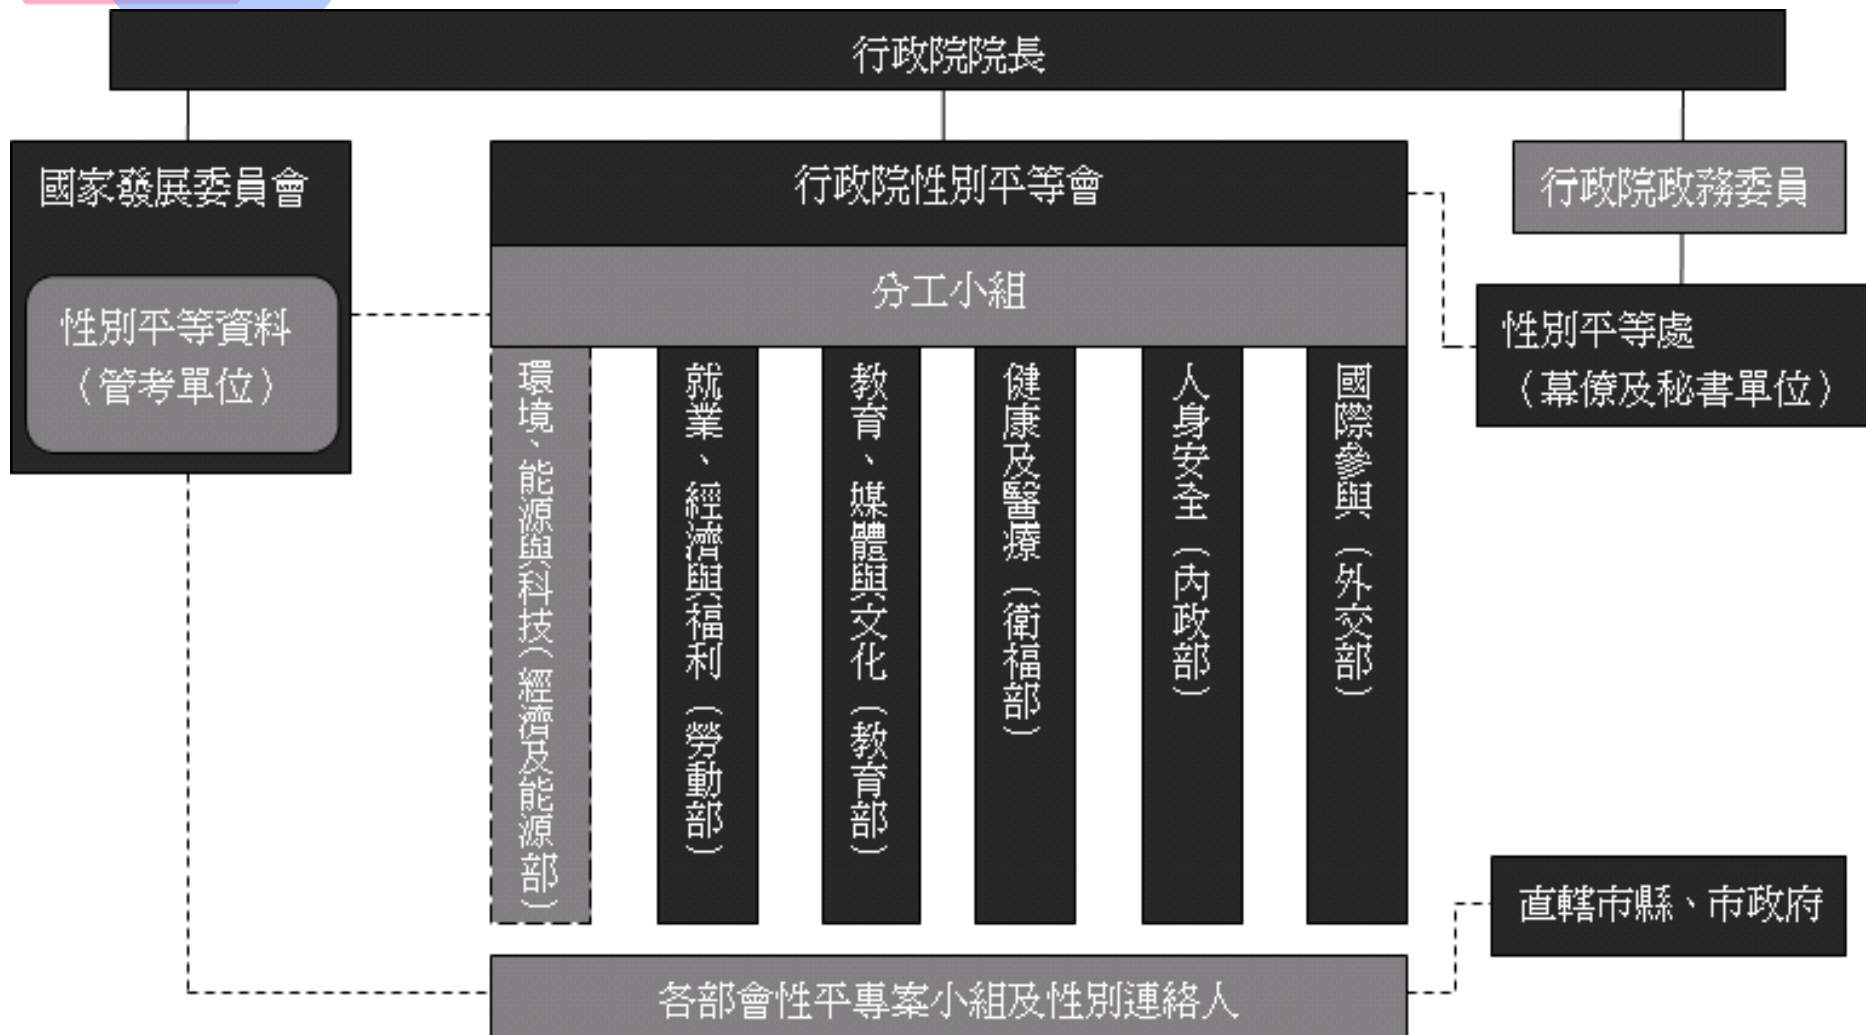 行政院院長
國家發展委員會
性別平等資料
（管考單位）
行政院性別平等會
分工小組
環境、能源與科技（經濟及能源部）
就業、經濟與福利（勞動部）
教育、媒體與文化（教育部）
健康及醫療（衛福部）
人身安全（內政部）
國際參與（外交部）
行政院政務委員
性別平等處
（幕僚及秘書單位）
直轄市縣、市政府
各部會性平專案小組及性別連絡人